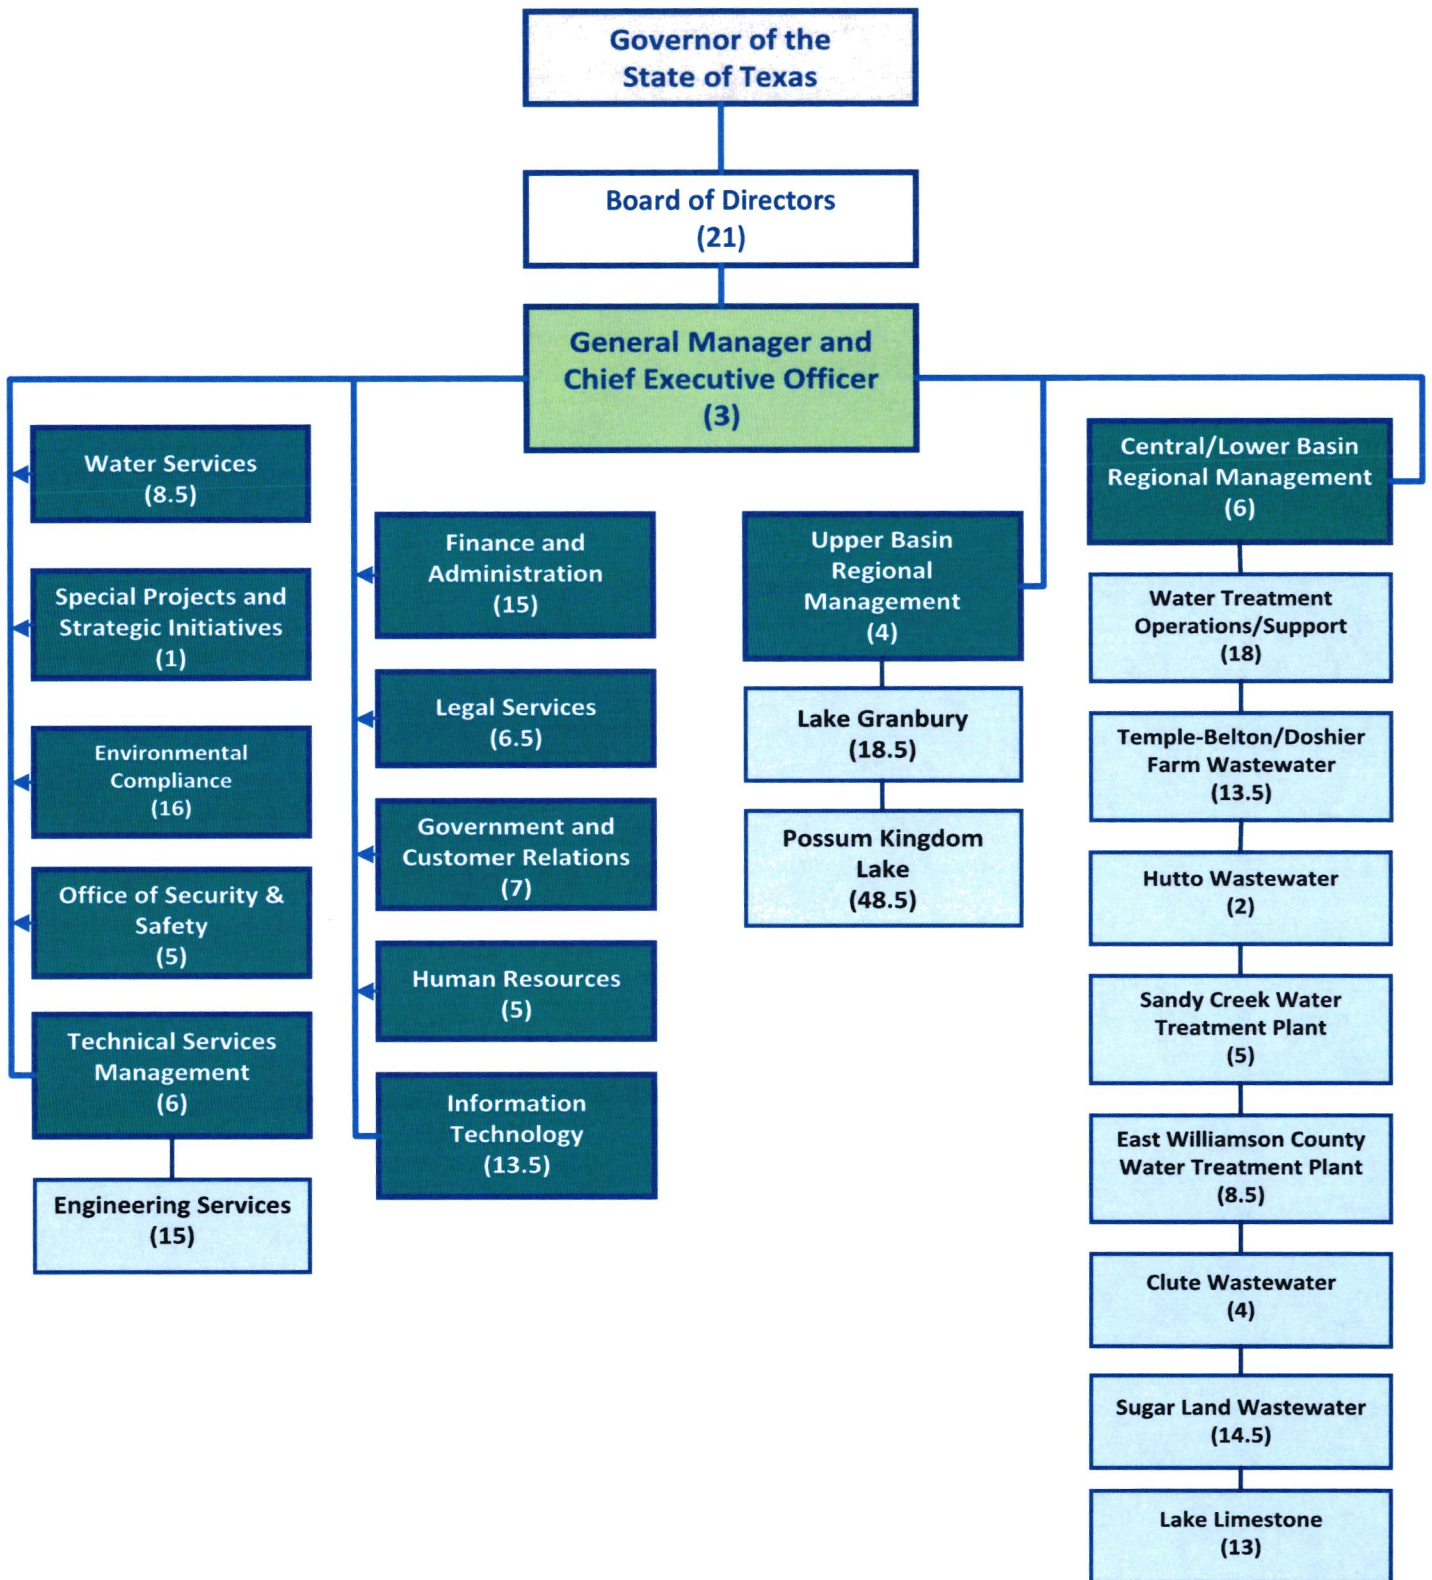 Governor of the
State of Texas
Board of Directors
(21)
General Manager and
Chief Executive Officer
(3)
Water Services
(8.5)
Special Projects and
Strategic Initiatives
(1)
Environmental
Compliance
(16)
Office of Security &
Safety
(5)
Technical Services
Management
(6)
Engineering Services
(15)
Finance and
Administration
(15)
Legal Services
(6.5)
Government and
Customer Relations
(7)
Human Resources
(5)
Information
Technology
(13.5)
Upper Basin
Regional
Management
(4)
Lake Granbury
(18.5)
Possum Kingdom
Lake
(48.5)
Central/Lower Basin
Regional Management
(6)
Water Treatment
Operations/Support
(18)
Temple-Belton/Doshier
Farm Wastewater
(13.5)
Hutto Wastewater
(2)
Sandy Creek Water
Treatment Plant
(5)
East Williamson County
Water Treatment Plant
(8.5)
Clute Wastewater
(4)
Sugar Land Wastewater
(14.5)
Lake Limestone
(13)